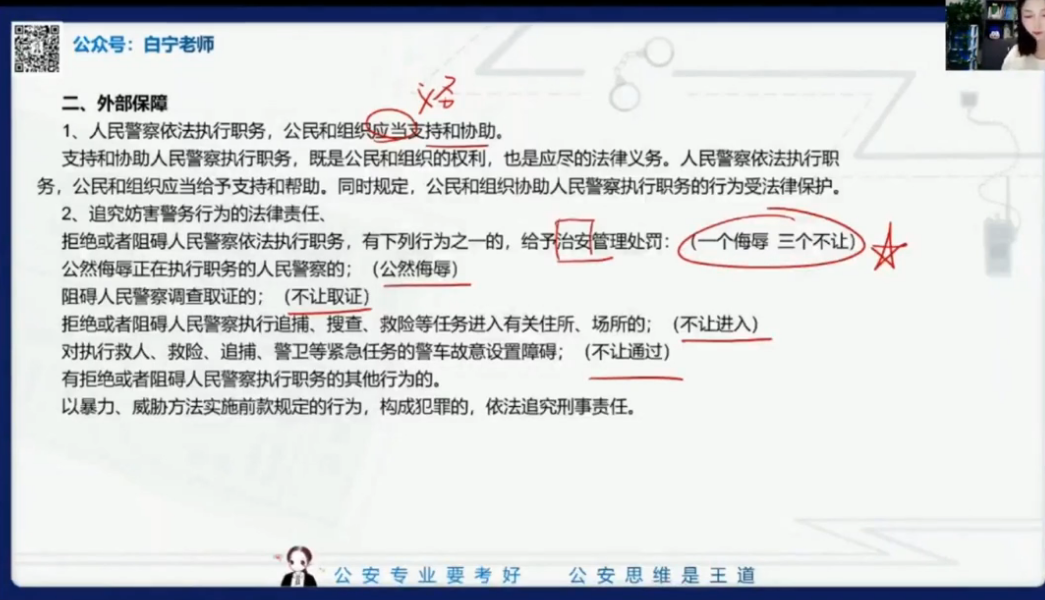 公众号：白宁老师
二、外部保障
义务
1、人民警察依法执行职务，公民和组织应当支持和协助。
支持和协助人民警察执行职务，既是公民和组织的权利，也是应尽的法律义务。人民警察依法执行职
务，公民和组织应当给予支持和帮助。同时规定，公民和组织协助人民警察执行职务的行为受法律保护。
2、追究妨害警务行为的法律责任、
拒绝或者阻碍人民警察依法执行职务，有下列行为之一的，给予治安管理处罚：（一个侮辱 三个不让）
公然侮辱正在执行职务的人民警察的；（公然侮辱）
阻碍人民警察调查取证的；（不让取证）
拒绝或者阻碍人民警察执行追捕、搜查、救险等任务进入有关住所、场所的；（不让进入）
对执行救人、救险、追捕、警卫等紧急任务的警车故意设置障碍；（不让通过）
有拒绝或者阻碍人民警察执行职务的其他行为的。
以暴力、威胁方法实施前款规定的行为，构成犯罪的，依法追究刑事责任。
公安专业要考好 公安思维是王道